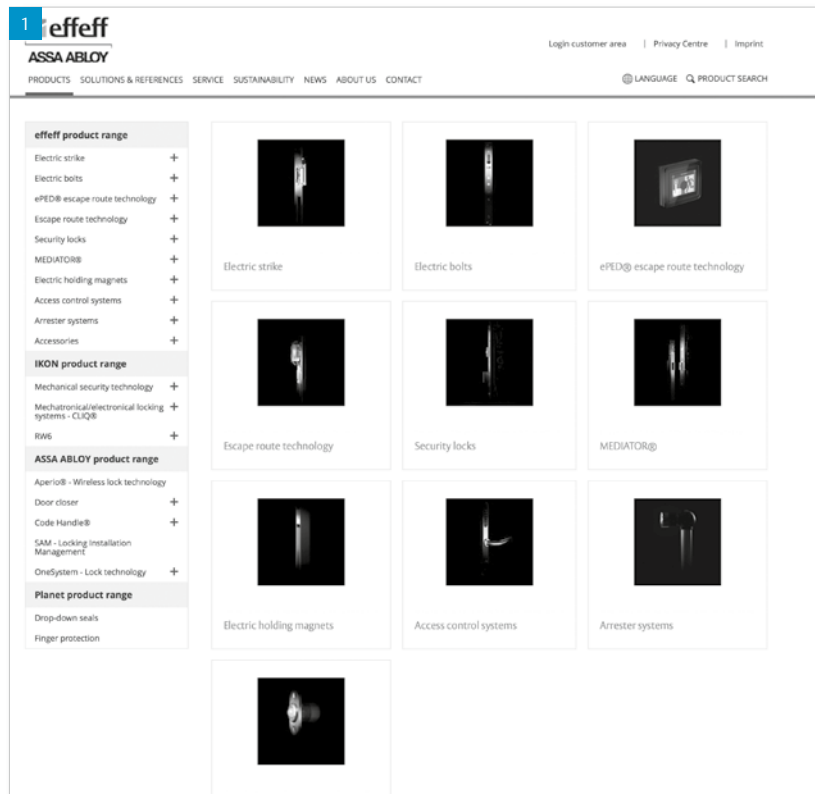 1
effeff
ASSA ABLOY
Login customer area | Privacy Centre | Imprint
PRODUCTS SOLUTIONS & REFERENCES SERVICE SUSTAINABILITY NEWS ABOUT US CONTACT
LANGUAGE PRODUCT SEARCH
effeff product range
Electric strike +
Electric bolts +
ePED® escape route technology +
Escape route technology +
Security locks +
MEDIATOR® +
Electric holding magnets +
Access control systems +
Arrester systems +
Accessories +
IKON product range
Mechanical security technology +
Mechatronical/electronical locking +
systems - CLIQ®
RW6 +
ASSA ABLOY product range
Aperio® - Wireless lock technology
Door closer +
Code Handle® +
SAM - Locking Installation
Management
OneSystem - Lock technology +
Planet product range
Drop-down seals
Finger protection
Electric strike
Electric bolts
ePED® escape route technology
Escape route technology
Security locks
MEDIATOR®
Electric holding magnets
Access control systems
Arrester systems